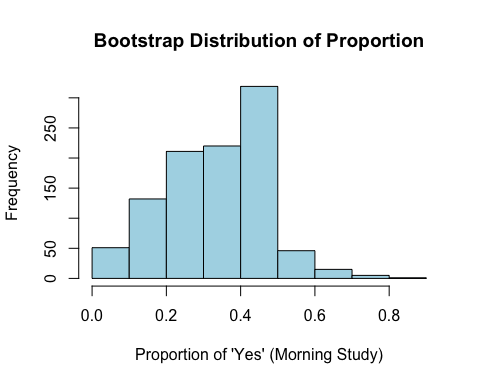 Bootstrap Distribution of Proportion
Frequency
250
150
50
0
0.0 0.2 0.4 0.6 0.8
Proportion of 'Yes' (Morning Study)